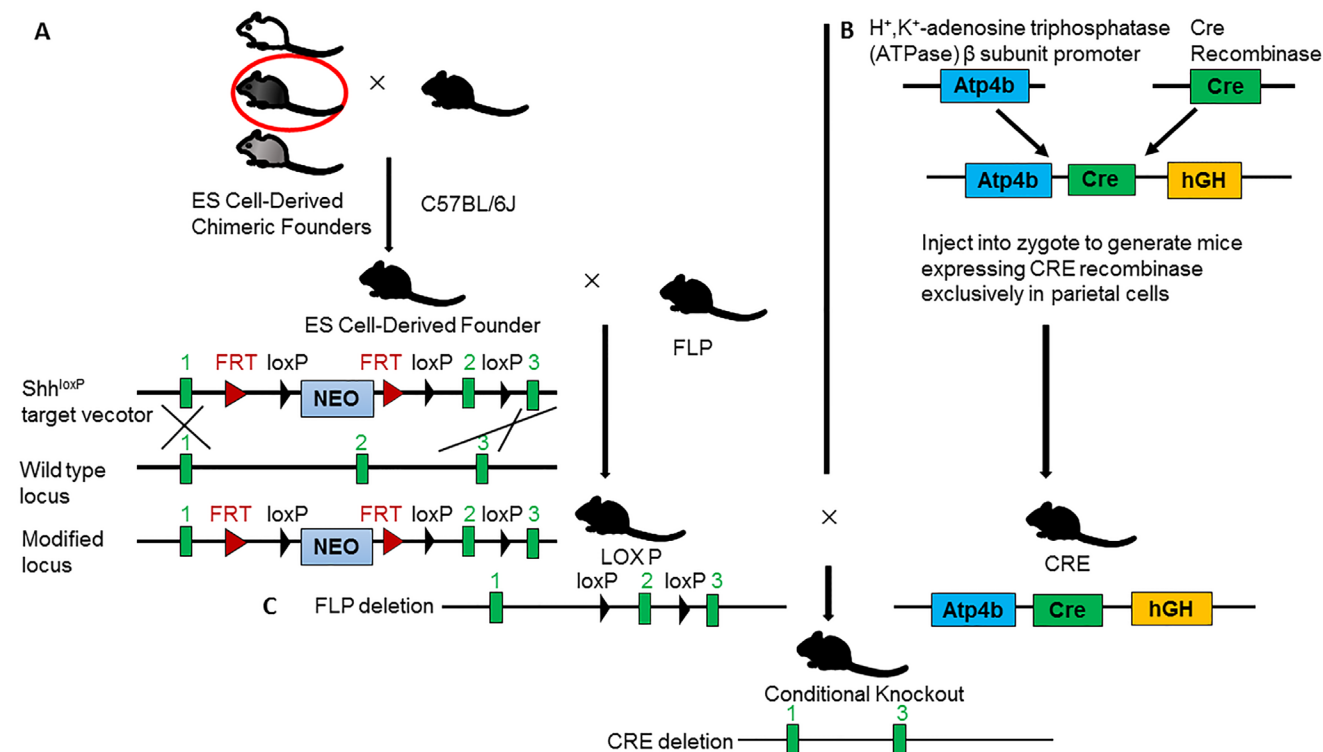 A
ES Cell-Derived
Chimeric Founders
×
C57BL/6J
ES Cell-Derived Founder
×
FLP
1 FRT loxP FRT loxP 2 loxP 3
Shhloxᴾ
NEO
target vecotor
1 2 3
Wild type
locus
1 FRT loxP FRT loxP 2 loxP 3
Modified
NEO
locus
LOX P
B
H⁺,K⁺-adenosine triphosphatase
(ATPase) β subunit promoter
Cre
Recombinase
Atp4b
Cre
Atp4b Cre hGH
Inject into zygote to generate mice
expressing CRE recombinase
exclusively in parietal cells
×
CRE
Atp4b Cre hGH
C
1 loxP 2 loxP 3
FLP deletion
Conditional Knockout
1 3
CRE deletion